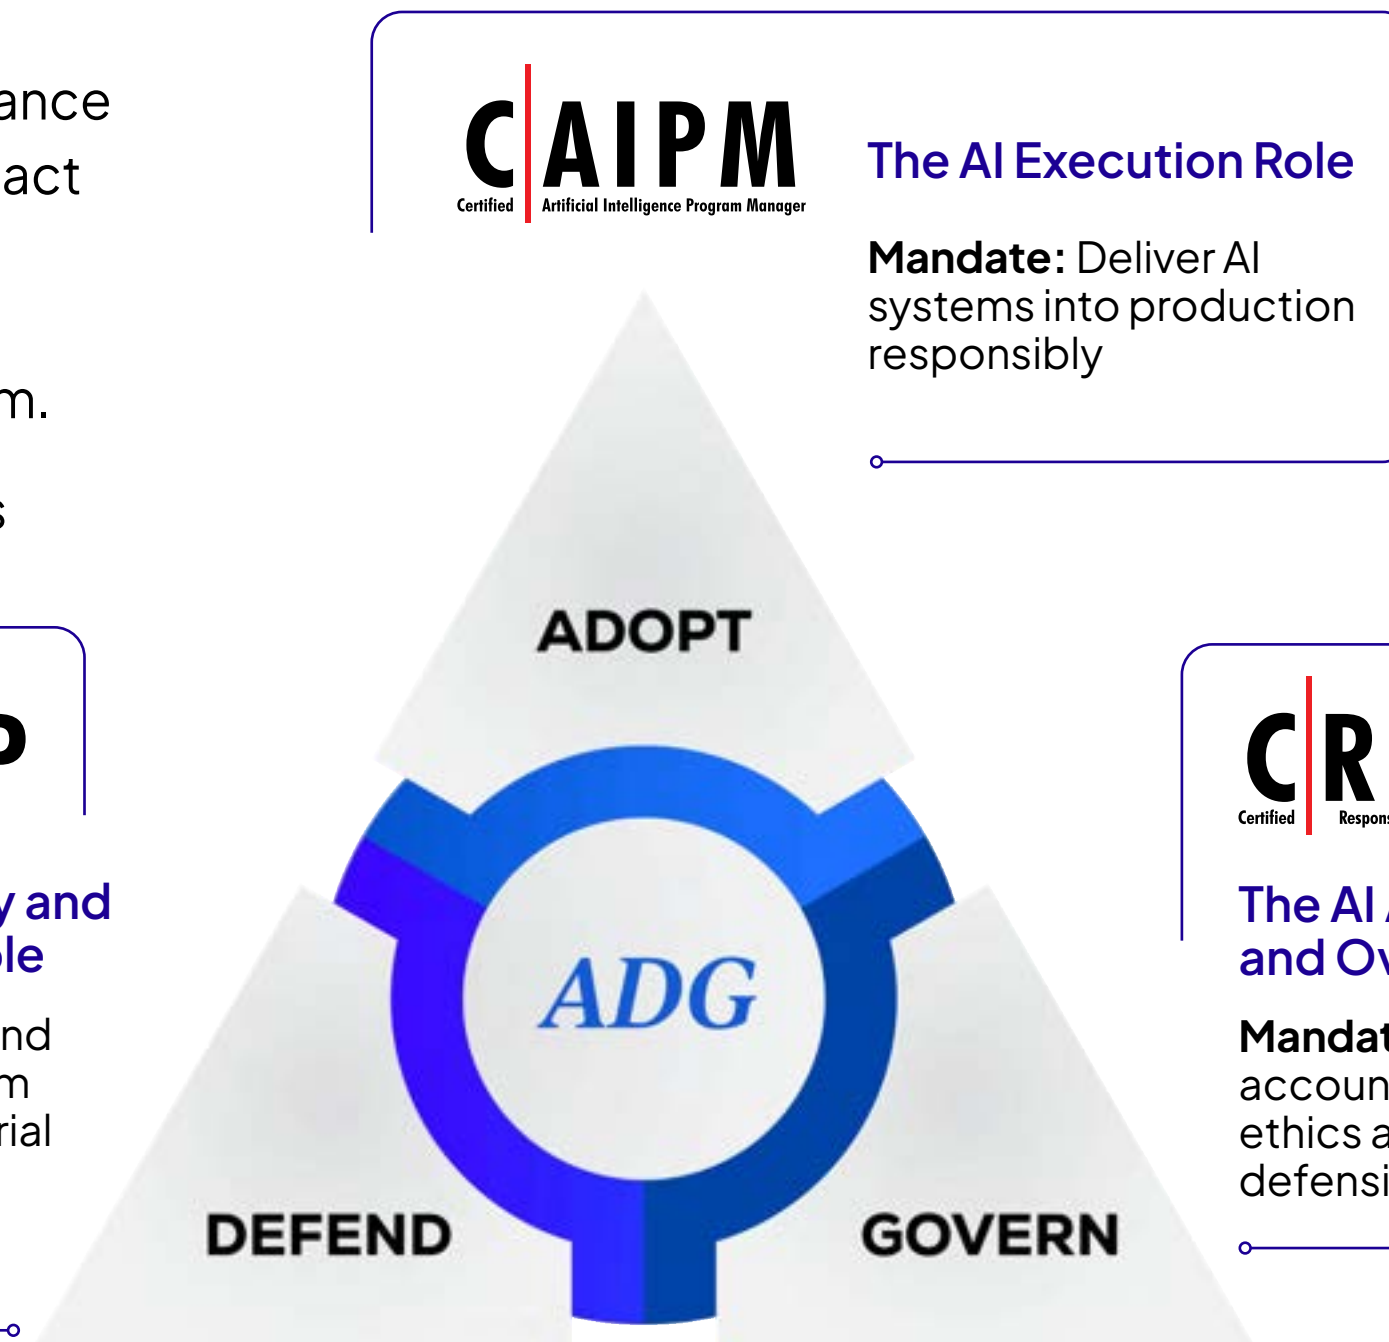 ance
act
m.
s
C AIPM
Certified Artificial Intelligence Program Manager
The AI Execution Role
Mandate: Deliver AI
systems into production
responsibly
ADOPT
ADG
DEFEND
GOVERN
P
y and
le
nd
m
rial
C R
Certified Respons
The AI
and Ov
Mandat
accoun
ethics a
defensi